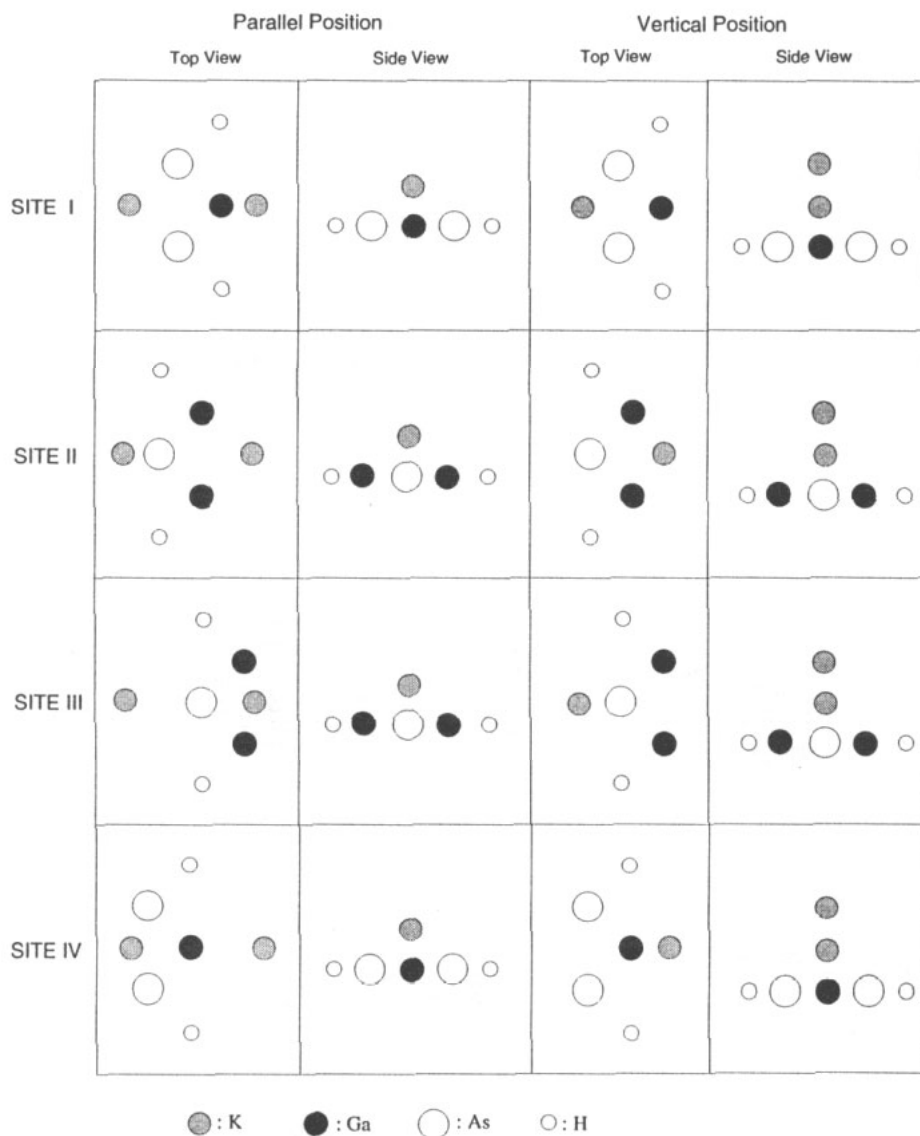 Parallel Position Vertical Position
Top View Side View Top View Side View
SITE I
SITE II
SITE III
SITE IV
: K : Ga : As : H